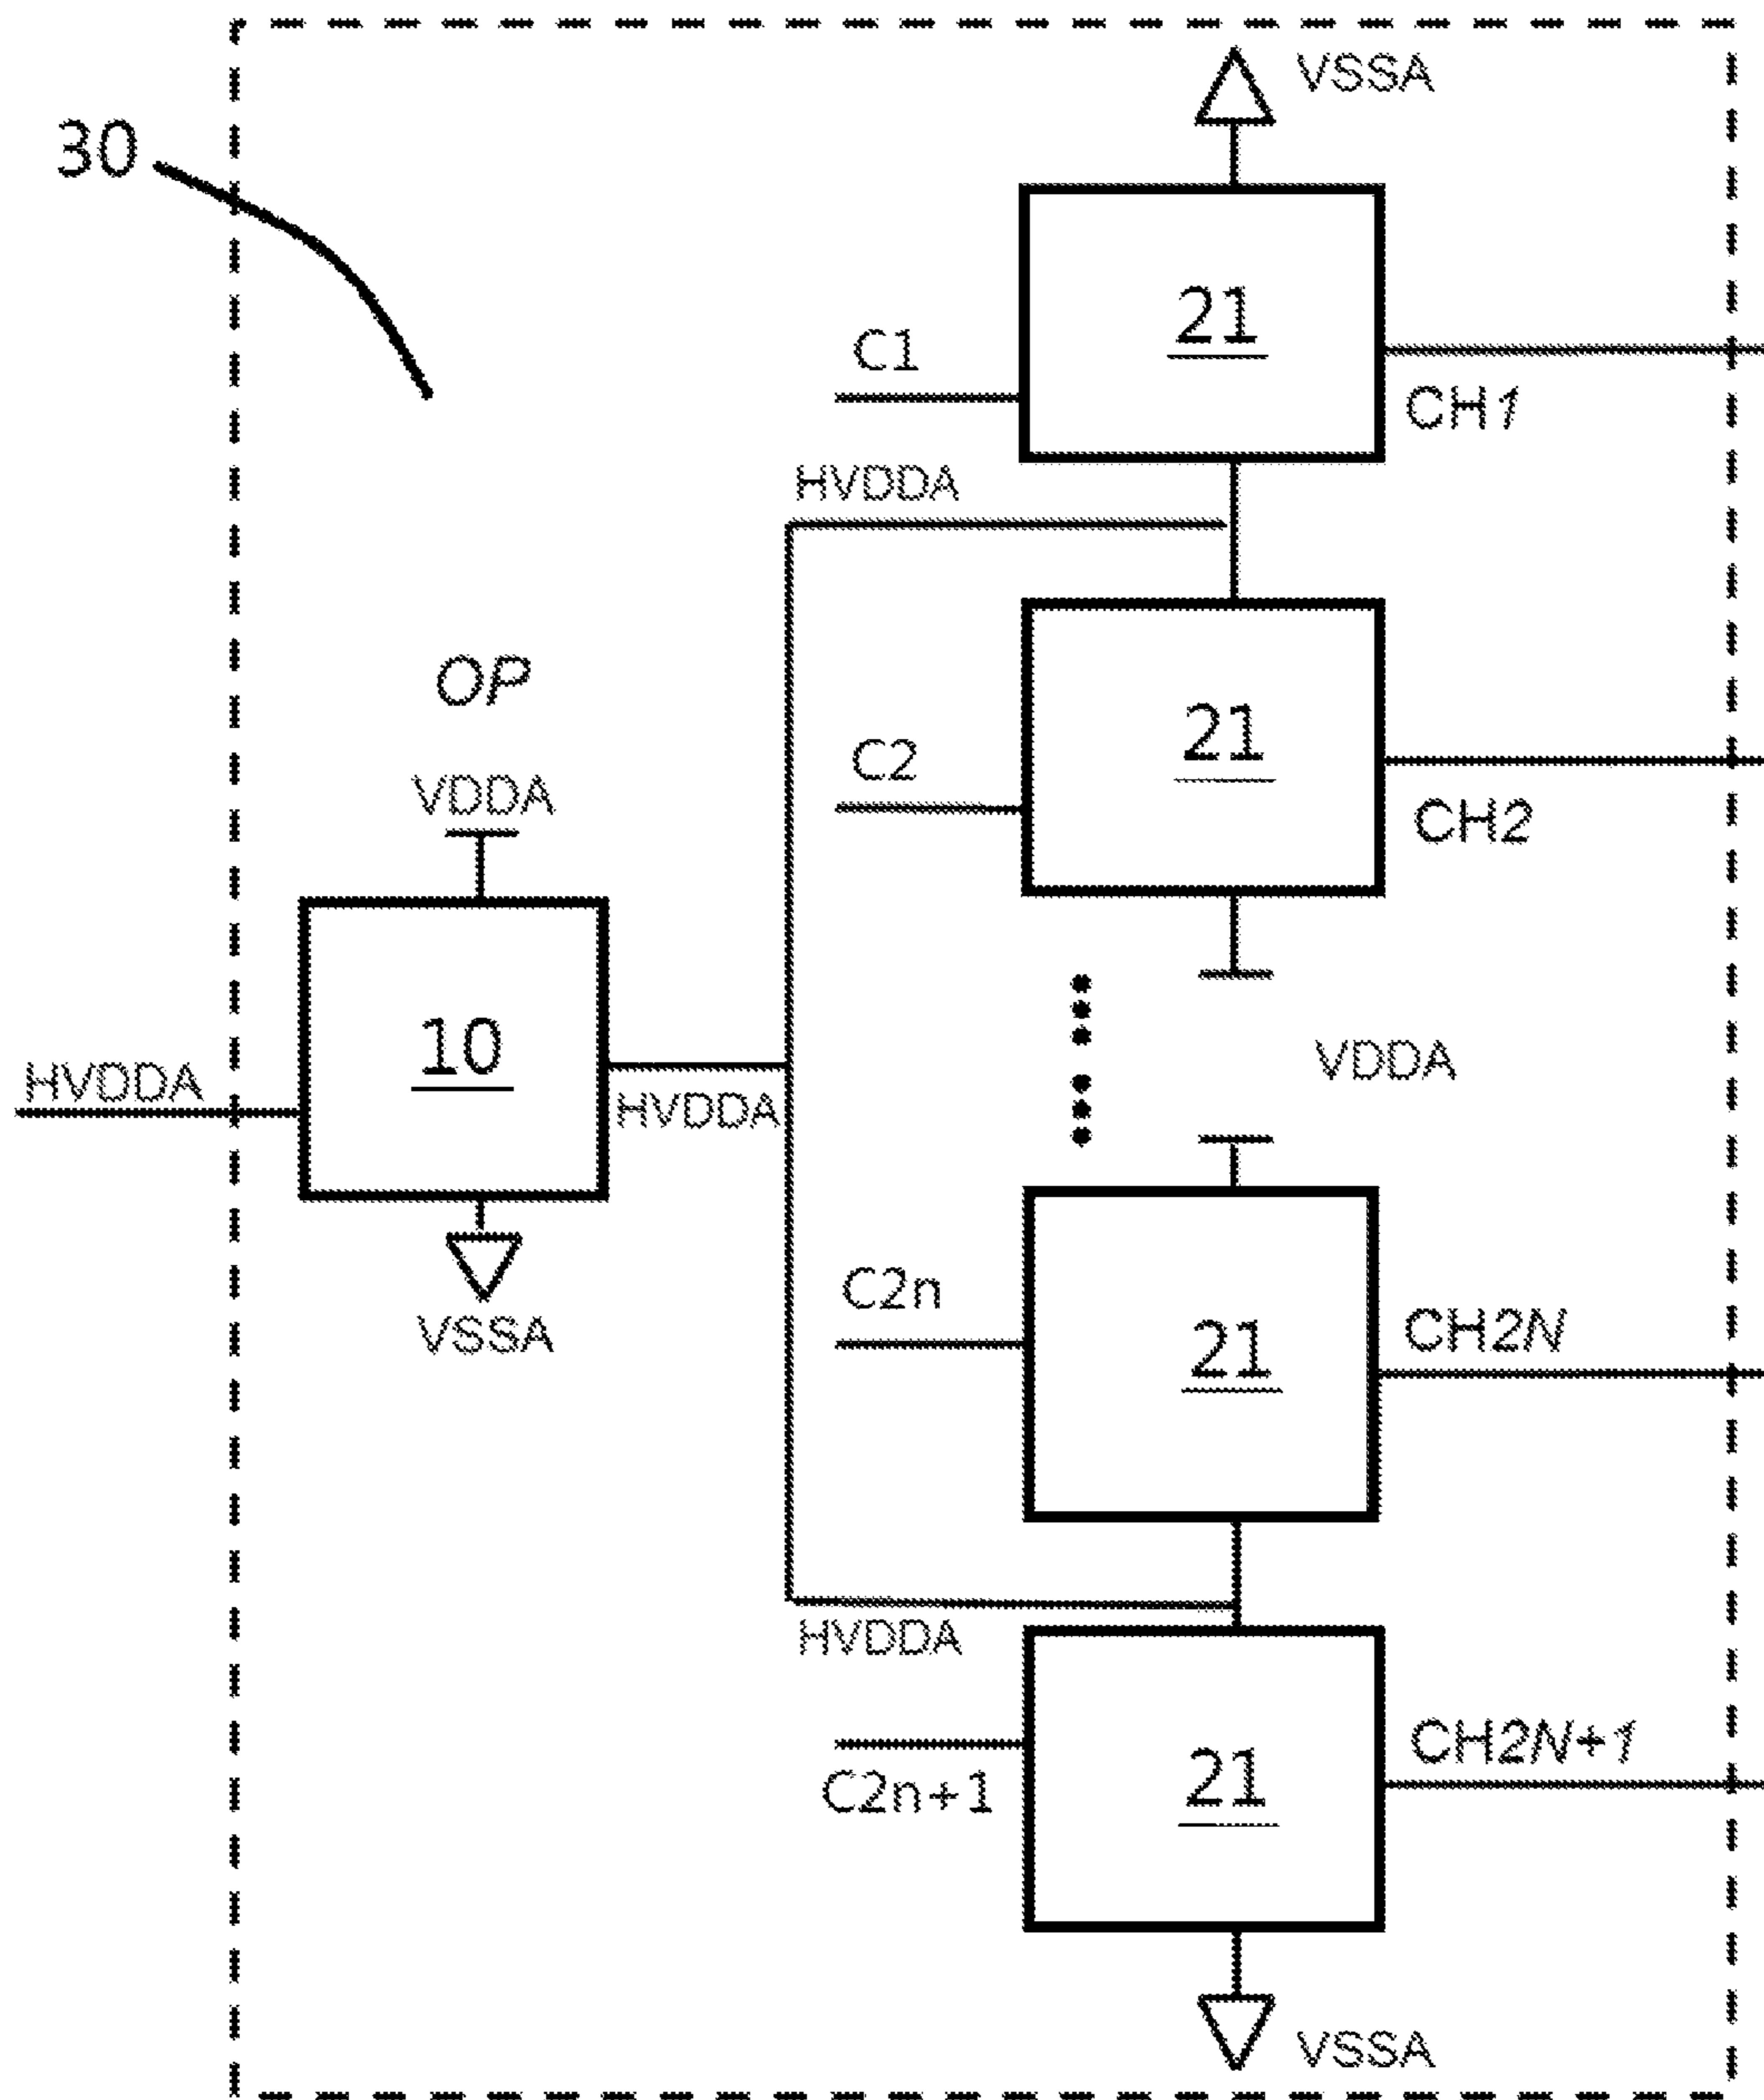 VSSA
30
21
C1
CH1
HVDDA
OP
21
C2
VDDA
CH2
10
HVDDA
HVDDA
VDDA
C2n
VSSA
21
CH2N
HVDDA
CH2N+1
21
C2n+1
VSSA